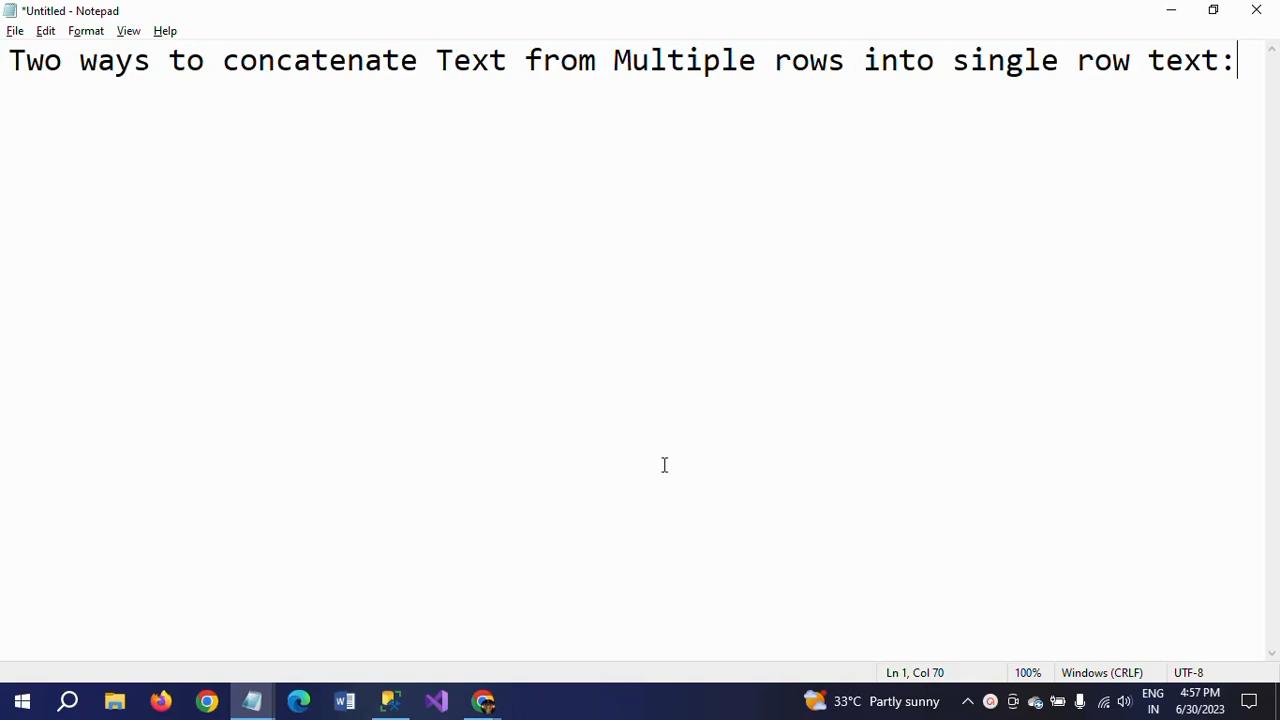 *Untitled - Notepad
File Edit Format View Help
Two ways to concatenate Text from Multiple rows into single row text:
Ln 1, Col 70 100% Windows (CRLF) UTF-8
33°C Partly sunny ENG IN 4:57 PM 6/30/2023